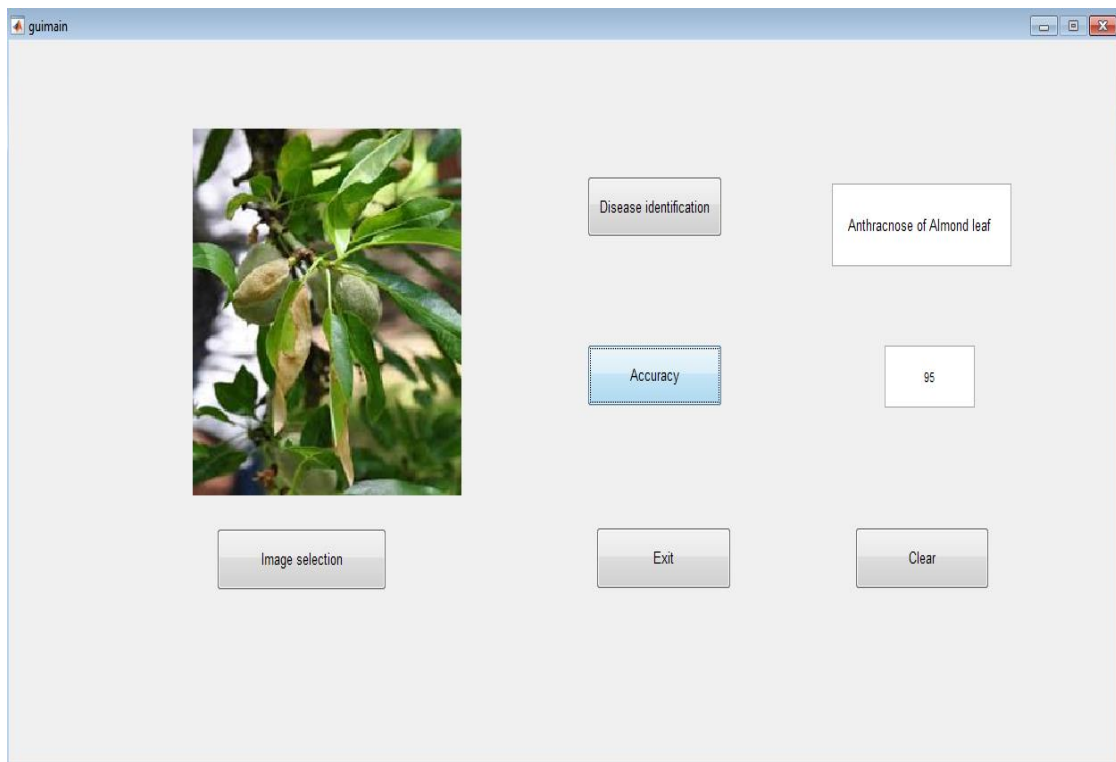 guimain
Disease identification
Anthracnose of Almond leaf
Accuracy
95
Image selection
Exit
Clear